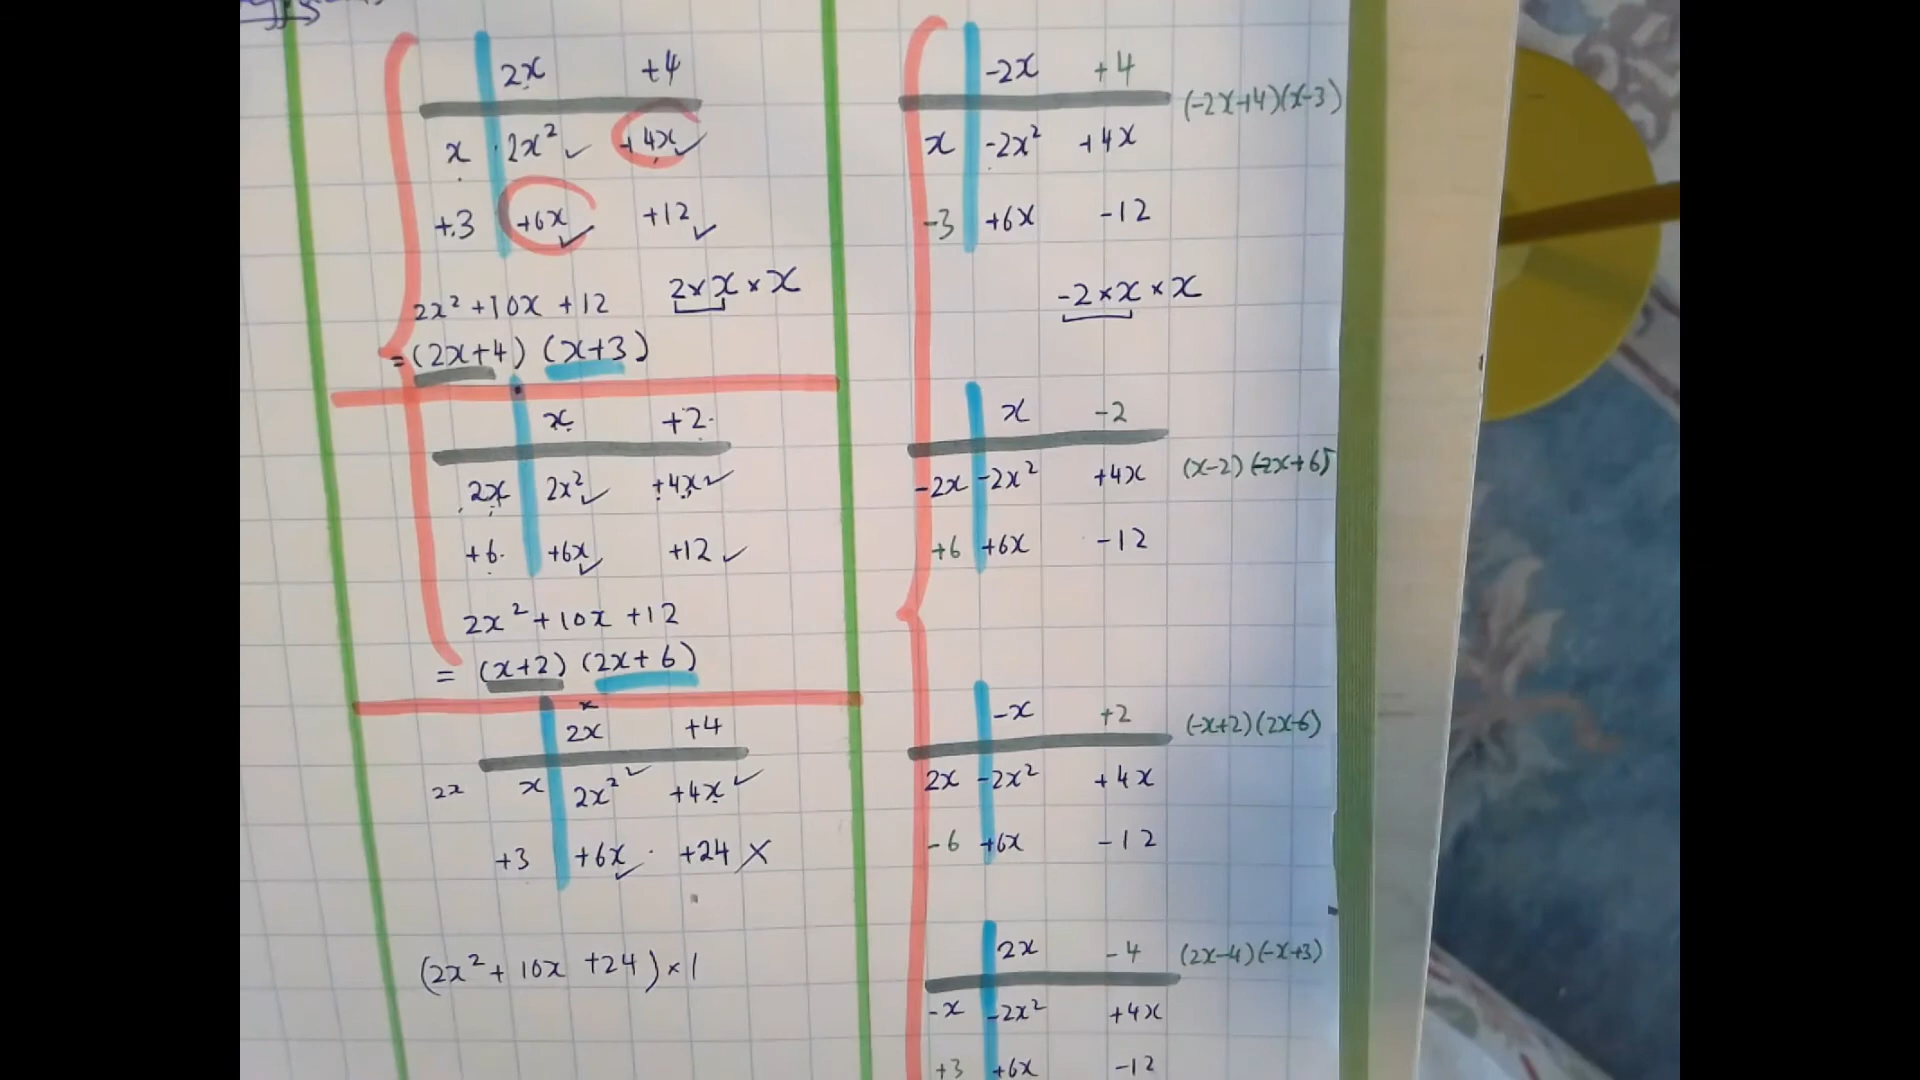 2x +4
x 2x² ✓ +4x ✓
+3 +6x ✓ +12 ✓
2x² +10x +12 2×x×x
=(2x+4) (x+3)
x +2
2x 2x² ✓ +4x ✓
+6 +6x ✓ +12 ✓
2x² +10x +12
= (x+2) (2x+6)
x
2x +4
2x x 2x² ✓ +4x ✓
+3 +6x ✓ +24 X
(2x² + 10x +24) × 1
-2x +4
(-2x+4)(x-3)
x -2x² +4x
-3 +6x -12
-2×x×x
x -2
(x-2) (-2x+6)
-2x -2x² +4x
+6 +6x -12
-x +2 (-x+2)(2x-6)
2x -2x² +4x
-6 +6x -12
2x -4 (2x-4)(-x+3)
-x -2x² +4x
+3 +6x -12